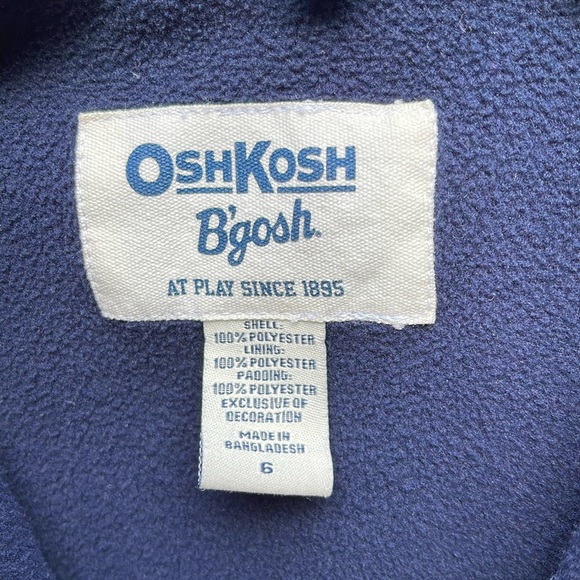 OSHKOSH
B'gosh.
AT PLAY SINCE 1895
SHELL:
100% POLYESTER
LINING:
100% POLYESTER
PADDING:
100% POLYESTER
EXCLUSIVE OF
DECORATION
MADE IN
BANGLADESH
6